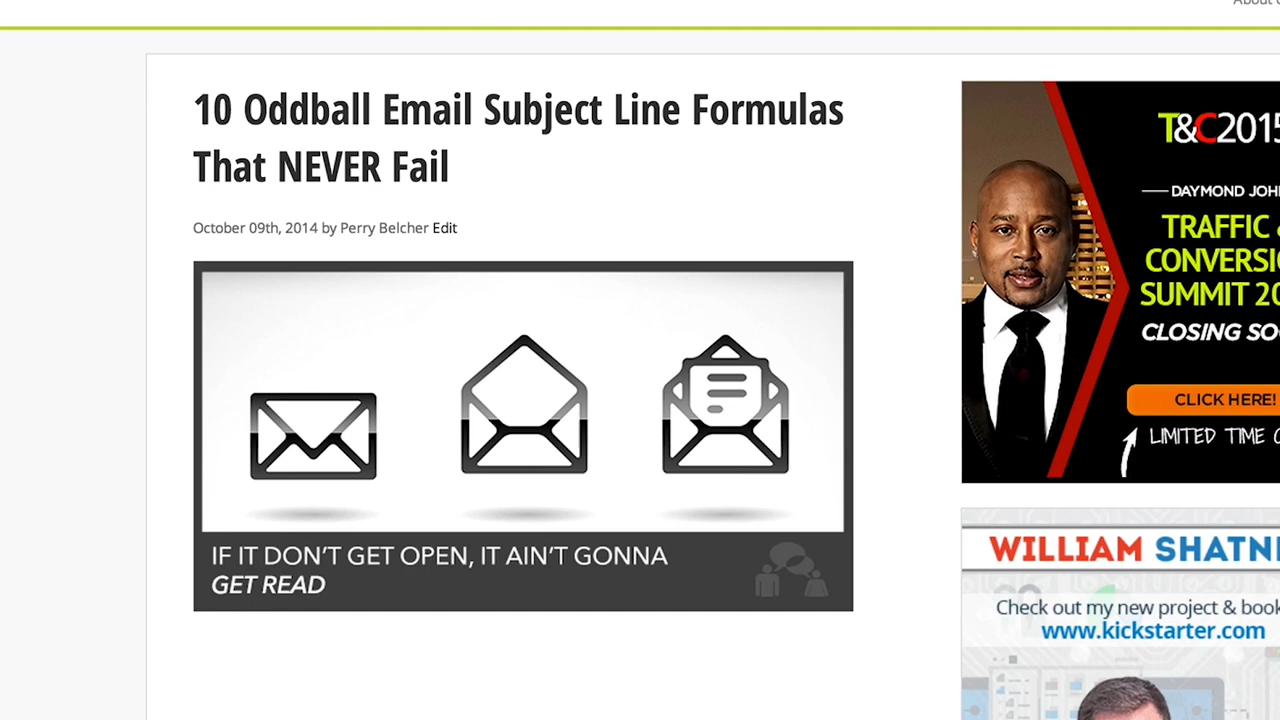 10 Oddball Email Subject Line Formulas
That NEVER Fail
October 09th, 2014 by Perry Belcher Edit
IF IT DON'T GET OPEN, IT AIN'T GONNA
GET READ
About
T&C2015
DAYMOND JOH
TRAFFIC &
CONVERSI
SUMMIT 20
CLOSING SO
CLICK HERE!
LIMITED TIME
WILLIAM SHATN
Check out my new project & book
www.kickstarter.com